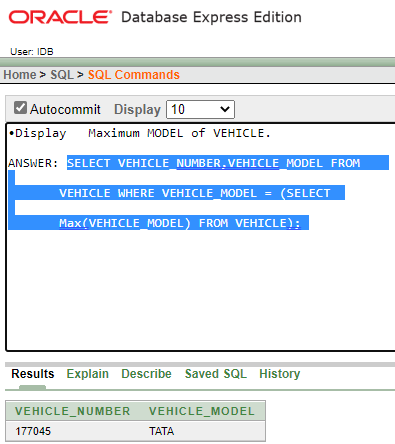 ORACLE Database Express Edition
User: IDB
Home > SQL > SQL Commands
Autocommit Display 10
•Display Maximum MODEL of VEHICLE.
ANSWER: SELECT VEHICLE_NUMBER,VEHICLE_MODEL FROM
VEHICLE WHERE VEHICLE_MODEL = (SELECT
Max(VEHICLE_MODEL) FROM VEHICLE);
Results Explain Describe Saved SQL History
VEHICLE_NUMBER VEHICLE_MODEL
177045 TATA